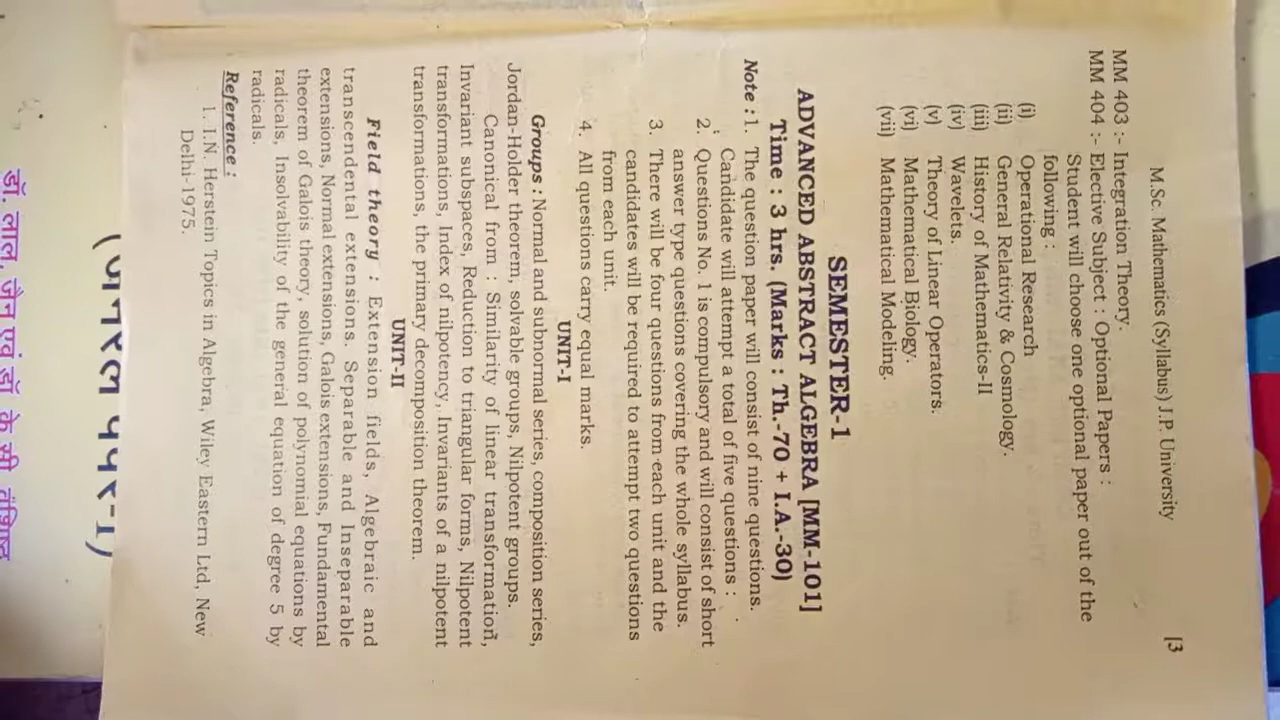 M.Sc. Mathematics (Syllabus) J.P. University [3
MM 403 :- Integration Theory.
MM 404 :- Elective Subject : Optional Papers :
Student will choose one optional paper out of the
following :
(i) Operational Research
(ii) General Relativity & Cosmology.
(iii) History of Mathematics-II
(iv) Wavelets.
(v) Theory of Linear Operators.
(vi) Mathematical Biology.
(vii) Mathematical Modeling.
SEMESTER-1
ADVANCED ABSTRACT ALGEBRA [MM-101]
Time : 3 hrs. (Marks : Th.-70 + I.A.-30)
Note : 1. The question paper will consist of nine questions.
Candidate will attempt a total of five questions :
2. Questions No. 1 is compulsory and will consist of short
answer type questions covering the whole syllabus.
3. There will be four questions from each unit and the
candidates will be required to attempt two questions
from each unit.
4. All questions carry equal marks.
UNIT-I
Groups : Normal and subnormal series, composition series,
Jordan-Holder theorem, solvable groups, Nilpotent groups.
Canonical from : Similarity of linear transformation,
Invariant subspaces, Reduction to triangular forms, Nilpotent
transformations, Index of nilpotency, Invariants of a nilpotent
transformations, the primary decomposition theorem.
UNIT-II
Field theory : Extension fields, Algebraic and
transcendental extensions. Separable and Inseparable
extensions, Normal extensions, Galois extensions, Fundamental
theorem of Galois theory, solution of polynomial equations by
radicals, Insolvability of the general equation of degree 5 by
radicals.
Reference :
1. I.N. Herstein Topics in Algebra, Wiley Eastern Ltd, New
Delhi-1975.
पेपर-I)
डॉ. लाल, जैन एवं डॉ के सी